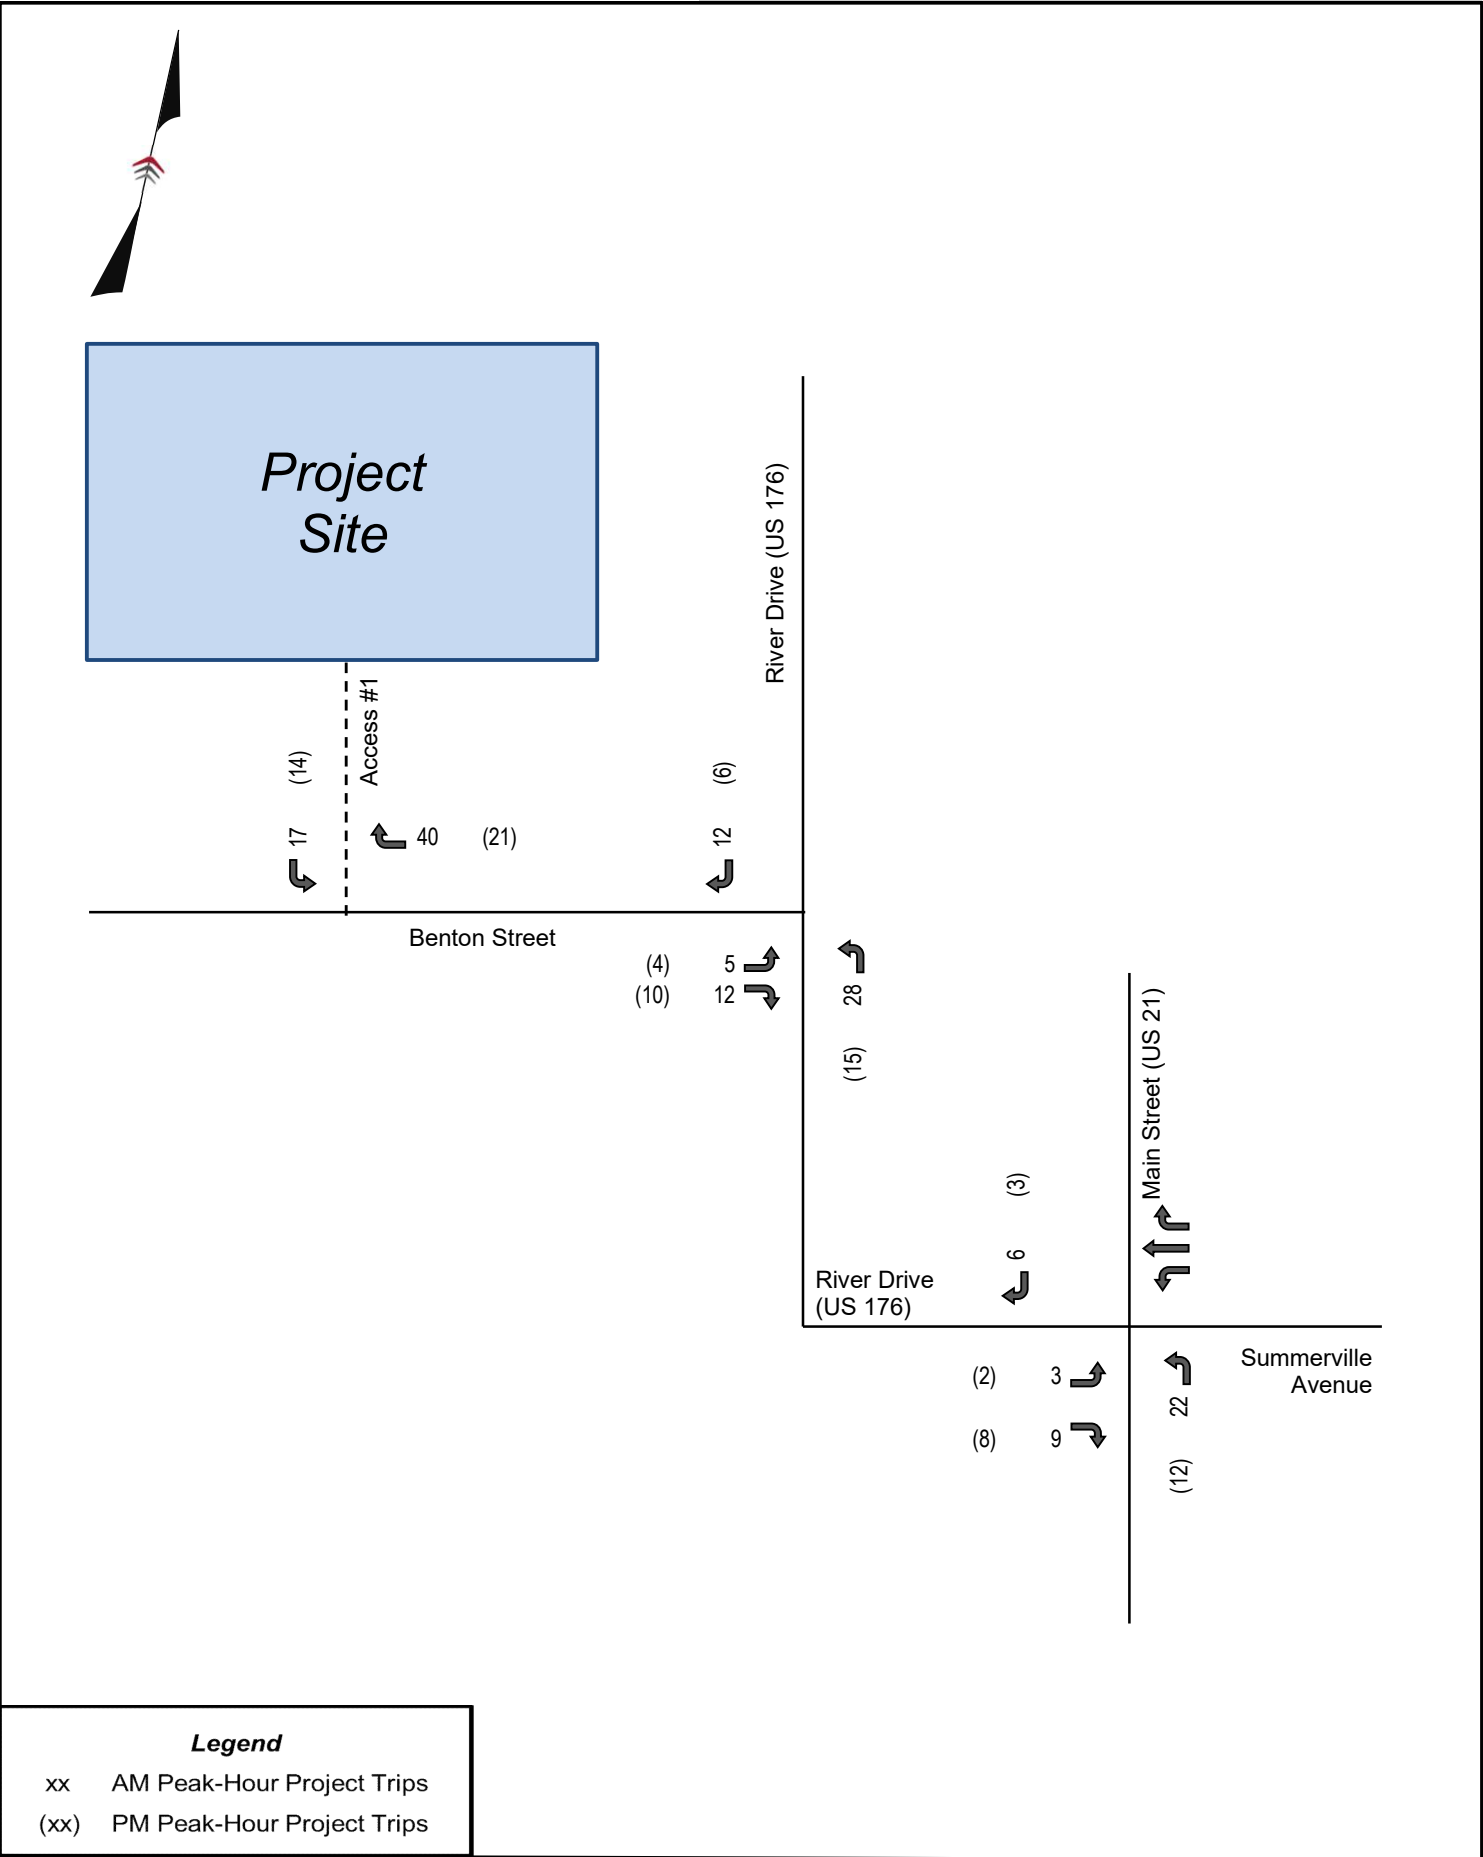 Project
Site
River Drive (US 176)
Access #1
(14)
17
40 (21)
(6)
12
Benton Street
(4) 5
(10) 12
28
(15)
Main Street (US 21)
(3)
6
River Drive
(US 176)
Summerville
Avenue
(2) 3
(8) 9
22
(12)
Legend
xx AM Peak-Hour Project Trips
(xx) PM Peak-Hour Project Trips